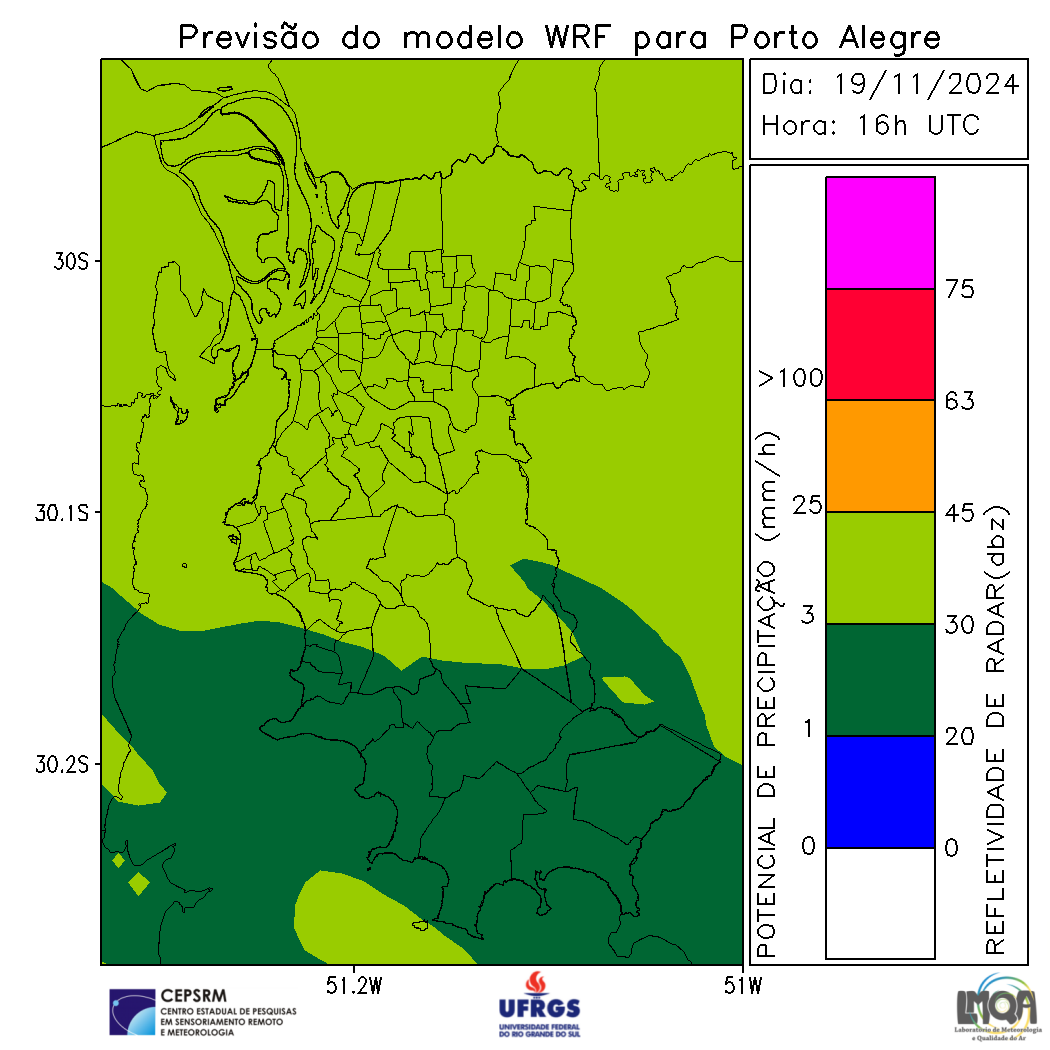 Previsão do modelo WRF para Porto Alegre
Dia: 19/11/2024
Hora: 16h UTC
30S
30.1S
30.2S
51.2W
51W
POTENCIAL DE PRECIPITAÇÃO (mm/h)
>100
25
3
1
0
75
63
45
30
20
0
REFLETIVIDADE DE RADAR(dbz)
CEPSRM
CENTRO ESTADUAL DE PESQUISAS
EM SENSORIAMENTO REMOTO
E METEOROLOGIA
UFRGS
UNIVERSIDADE FEDERAL
DO RIO GRANDE DO SUL
LMQA
Laboratório de Meteorologia
e Qualidade do Ar